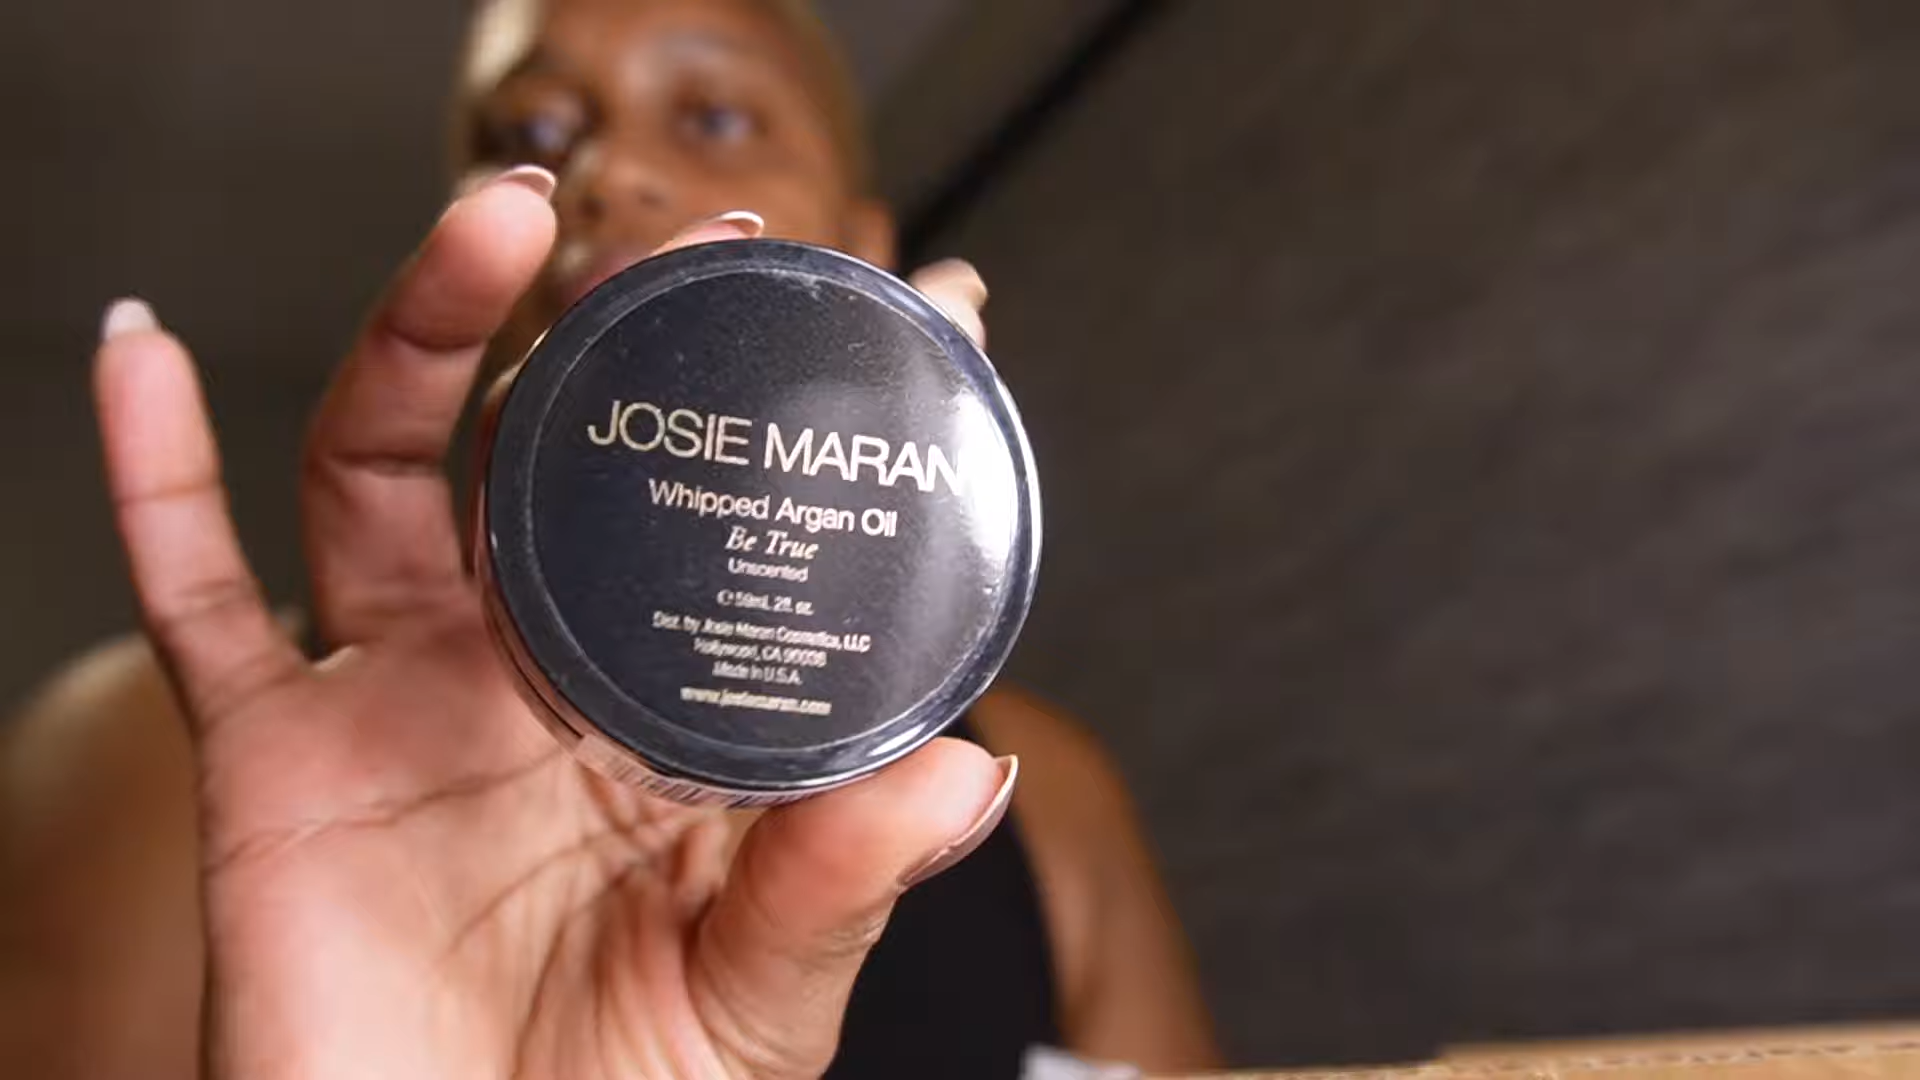 JOSIE MARAN
Whipped Argan Oil
Be True
Unscented
℮ 59mL 2fl. oz.
Dist. by Josie Maran Cosmetics, LLC
Hollywood, CA 90038
Made in U.S.A.
www.josiemaran.com